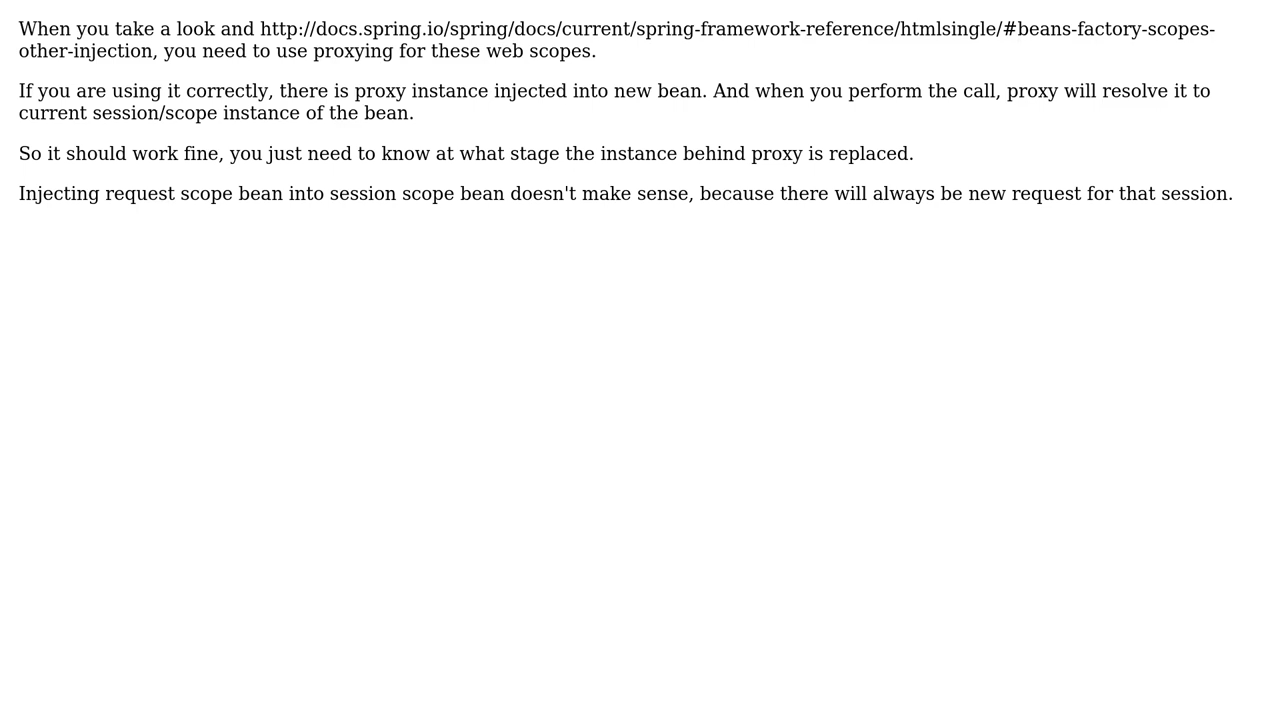 When you take a look and http://docs.spring.io/spring/docs/current/spring-framework-reference/htmlsingle/#beans-factory-scopes-
other-injection, you need to use proxying for these web scopes.
If you are using it correctly, there is proxy instance injected into new bean. And when you perform the call, proxy will resolve it to
current session/scope instance of the bean.
So it should work fine, you just need to know at what stage the instance behind proxy is replaced.
Injecting request scope bean into session scope bean doesn't make sense, because there will always be new request for that session.